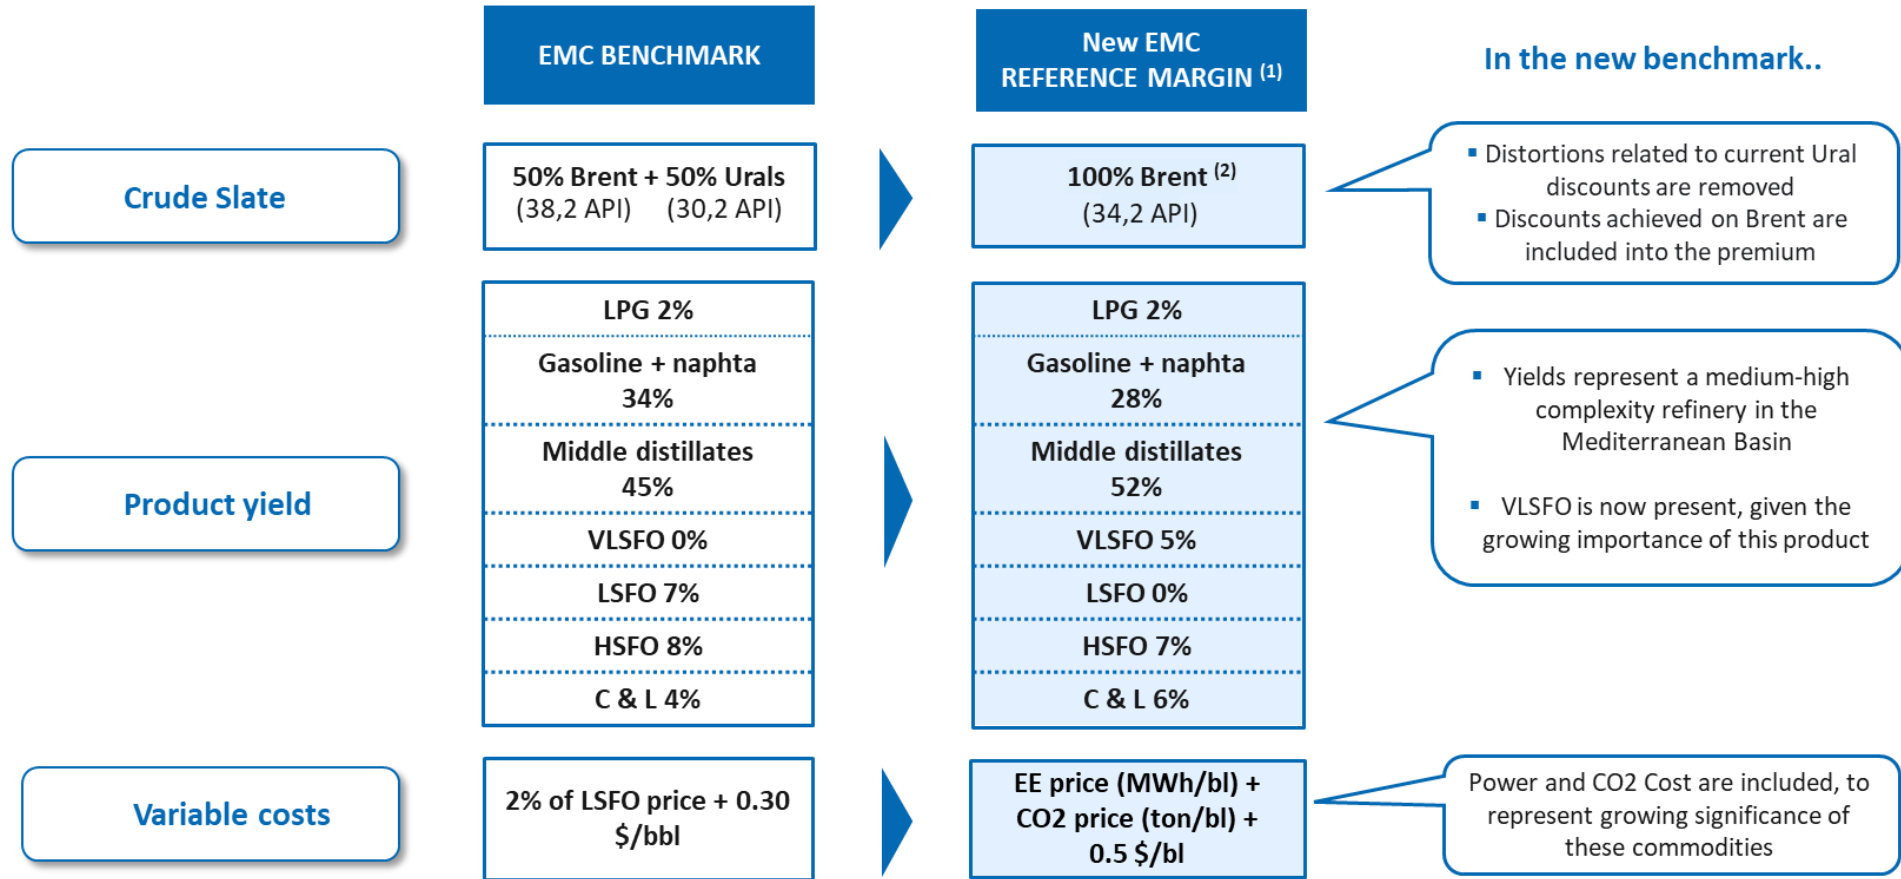 EMC BENCHMARK
New EMC
REFERENCE MARGIN (1)
In the new benchmark..
Crude Slate
50% Brent + 50% Urals
(38,2 API) (30,2 API)
100% Brent (2)
(34,2 API)
▪ Distortions related to current Ural
discounts are removed
▪ Discounts achieved on Brent are
included into the premium
Product yield
LPG 2%
Gasoline + naphta
34%
Middle distillates
45%
VLSFO 0%
LSFO 7%
HSFO 8%
C & L 4%
LPG 2%
Gasoline + naphta
28%
Middle distillates
52%
VLSFO 5%
LSFO 0%
HSFO 7%
C & L 6%
▪ Yields represent a medium-high
complexity refinery in the
Mediterranean Basin
▪ VLSFO is now present, given the
growing importance of this product
Variable costs
2% of LSFO price + 0.30
$/bbl
EE price (MWh/bl) +
CO2 price (ton/bl) +
0.5 $/bl
Power and CO2 Cost are included, to
represent growing significance of
these commodities